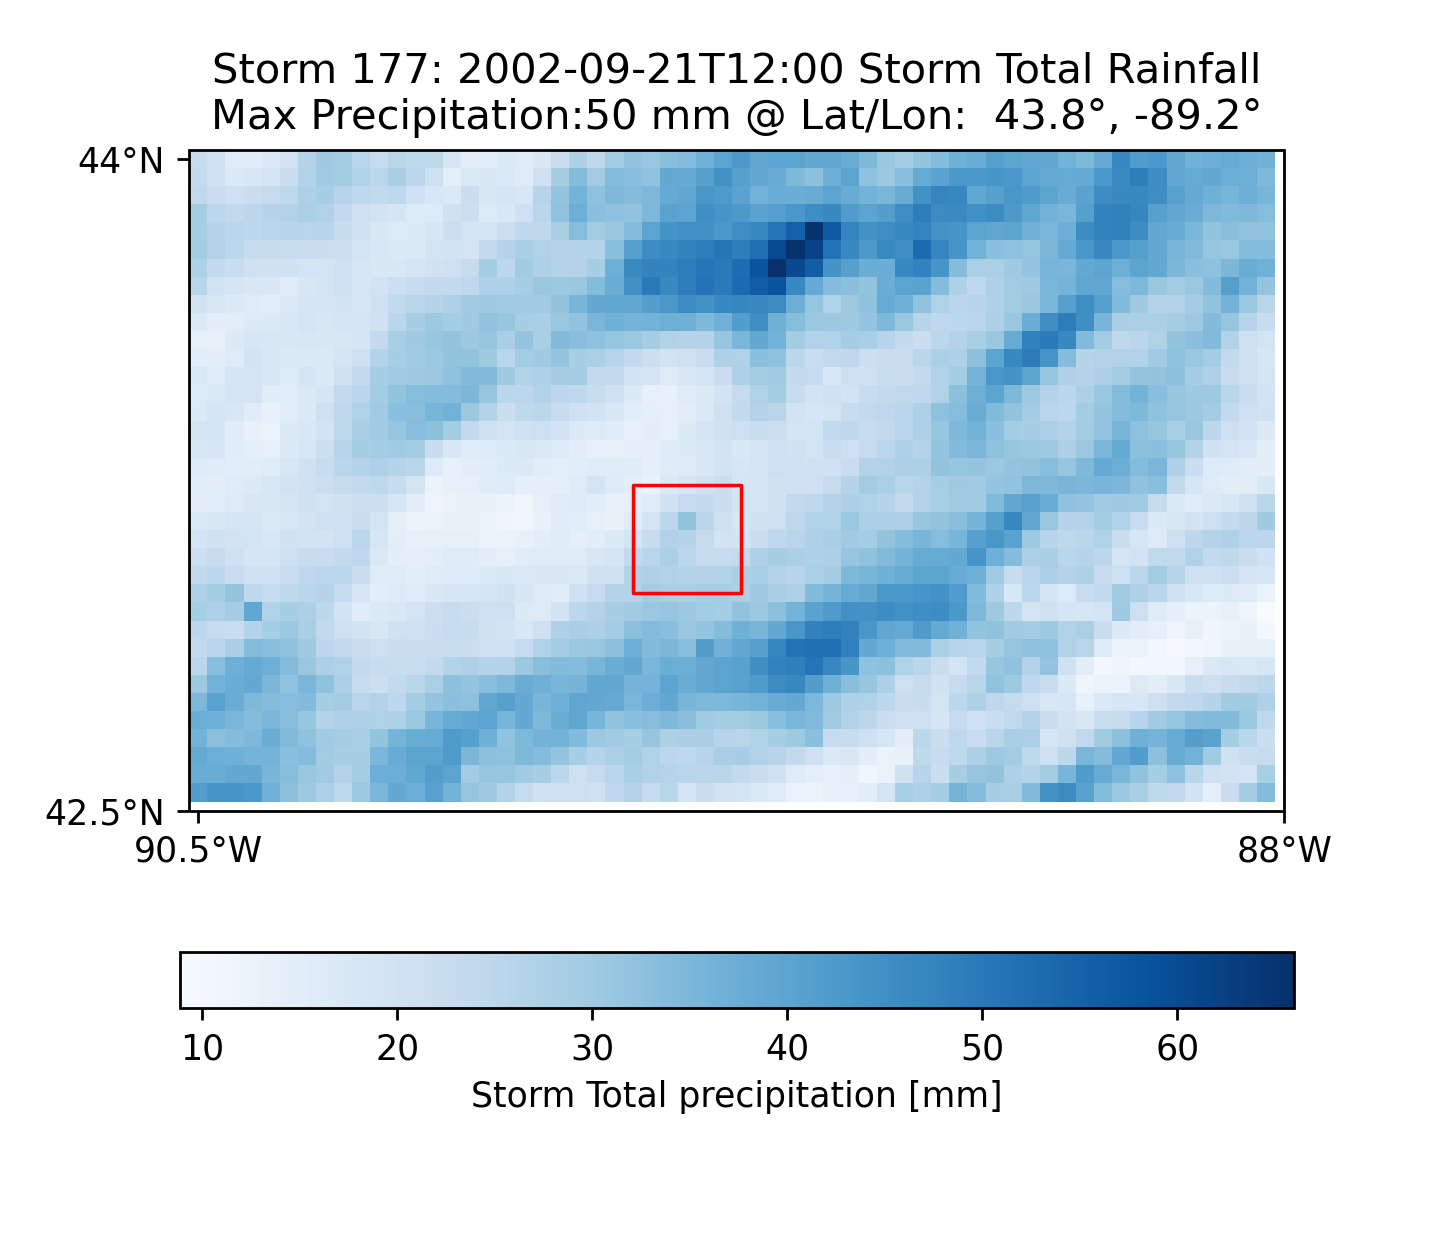 Storm 177: 2002-09-21T12:00 Storm Total Rainfall
Max Precipitation:50 mm @ Lat/Lon:  43.8°, -89.2°
44°N
42.5°N
90.5°W
88°W
10
20
30
40
50
60
Storm Total precipitation [mm]